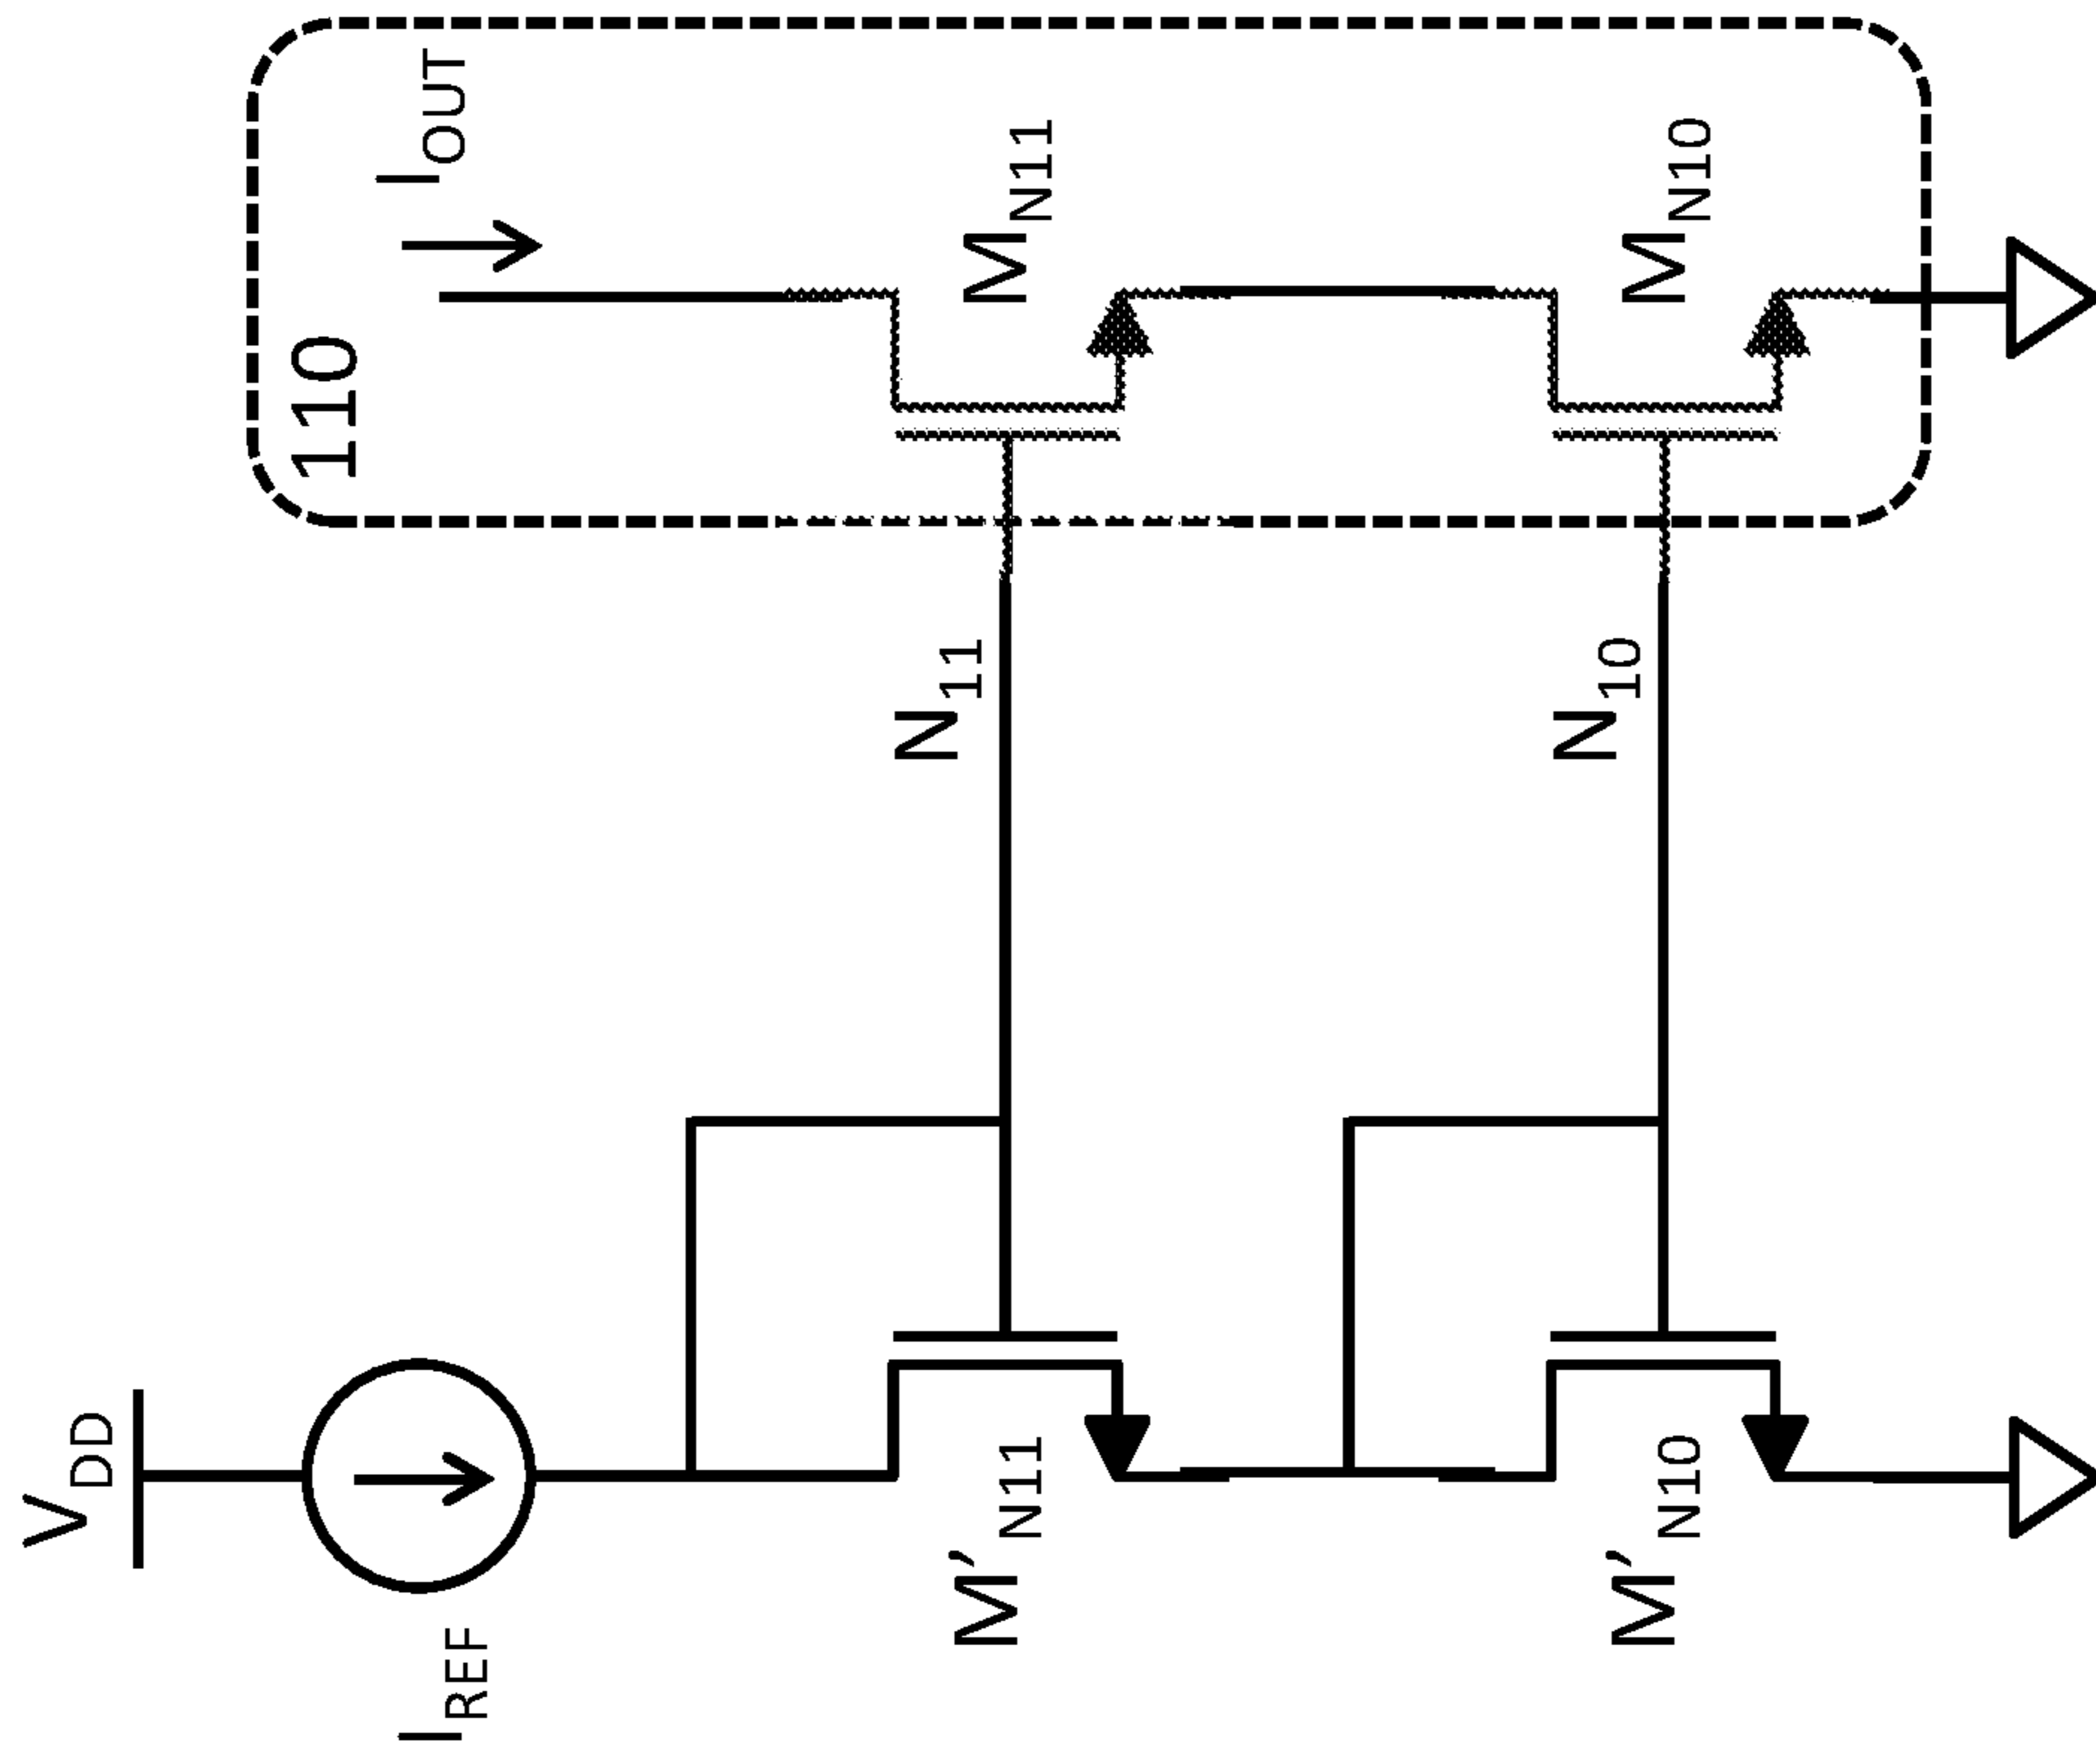 V_DD
I_REF
110
I_OUT
M'_N11
N_11
M_N11
M'_N10
N_10
M_N10